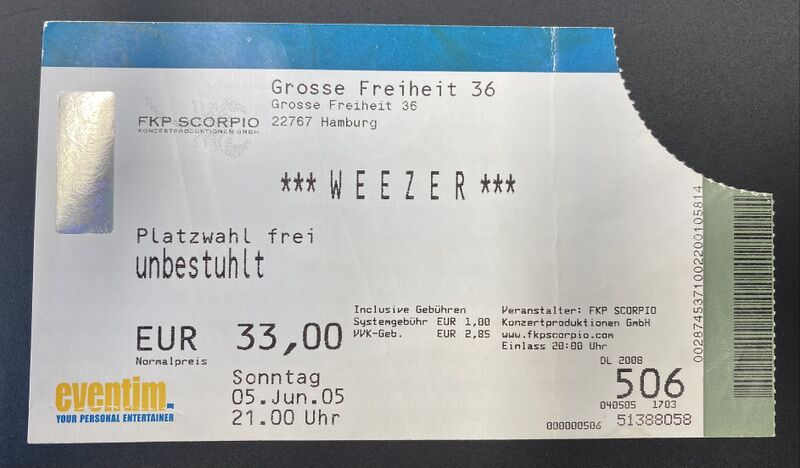 Grosse Freiheit 36
Grosse Freiheit 36
22767 Hamburg
FKP SCORPIO
KONZERTPRODUKTIONEN GMBH
*** WEEZER ***
Platzwahl frei
unbestuhlt
EUR 33,00
Normalpreis
Inclusive Gebühren
Systemgebühr EUR 1,00
VVK-Geb. EUR 2,85
Veranstalter: FKP SCORPIO
Konzertproduktionen GmbH
www.fkpscorpio.com
Einlass 20:00 Uhr
Sonntag
05.Jun.05
21.00 Uhr
eventim.
YOUR PERSONAL ENTERTAINER
DL 2008
506
040505 1703
000000506 51388058
0028745371002200105814